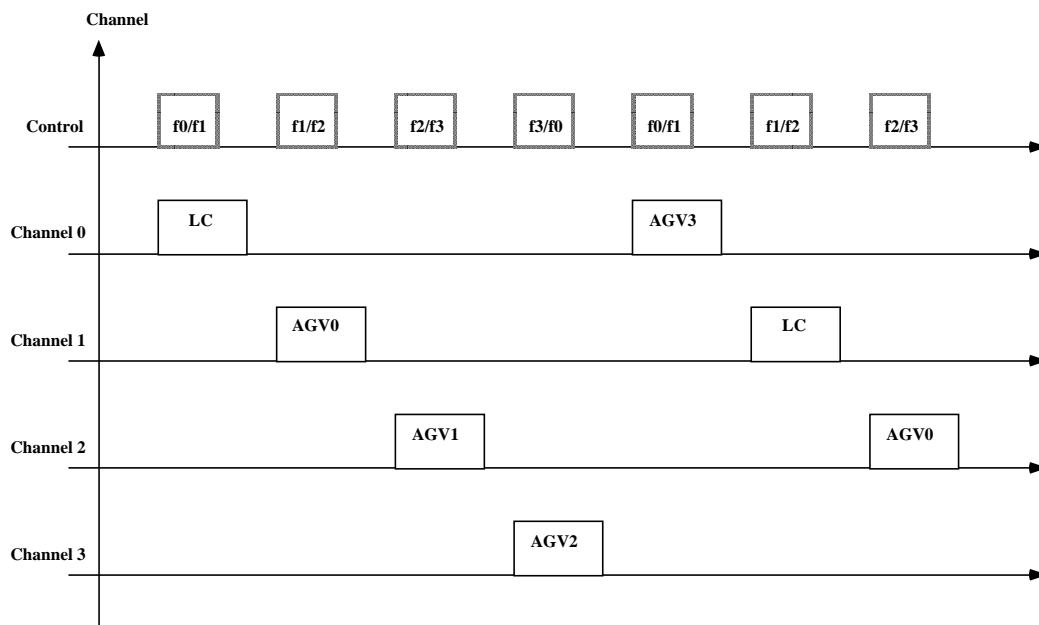 Channel
Control f0/f1 f1/f2 f2/f3 f3/f0 f0/f1 f1/f2 f2/f3
Channel 0 LC AGV3
Channel 1 AGV0 LC
Channel 2 AGV1 AGV0
Channel 3 AGV2